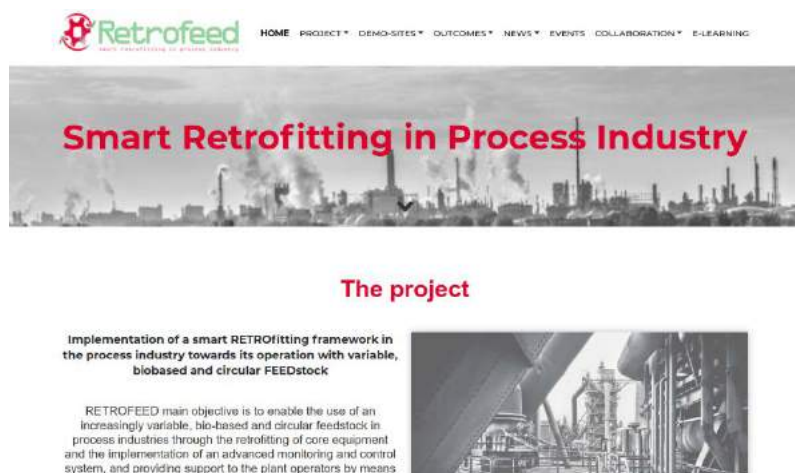 Retrofeed
smart retrofitting in process industry
HOME PROJECT DEMO-SITES OUTCOMES NEWS EVENTS COLLABORATION E-LEARNING
Smart Retrofitting in Process Industry
The project
Implementation of a smart RETROfitting framework in
the process industry towards its operation with variable,
biobased and circular FEEDstock
RETROFEED main objective is to enable the use of an
increasingly variable, bio-based and circular feedstock in
process industries through the retrofitting of core equipment
and the implementation of an advanced monitoring and control
system, and providing support to the plant operators by means